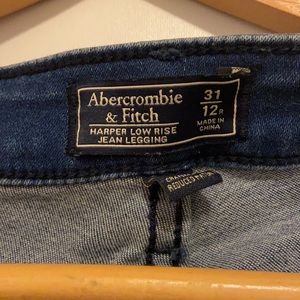 Abercrombie
& Fitch
HARPER LOW RISE
JEAN LEGGING
31
12R
MADE IN
CHINA